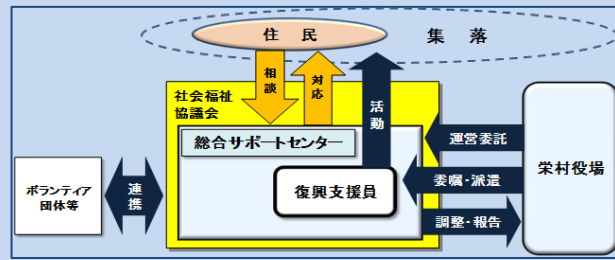 住民
集落
相談
対応
活動
社会福祉
協議会
総合サポートセンター
復興支援員
運営委託
委嘱・派遣
調整・報告
栄村役場
ボランティア
団体等
連携